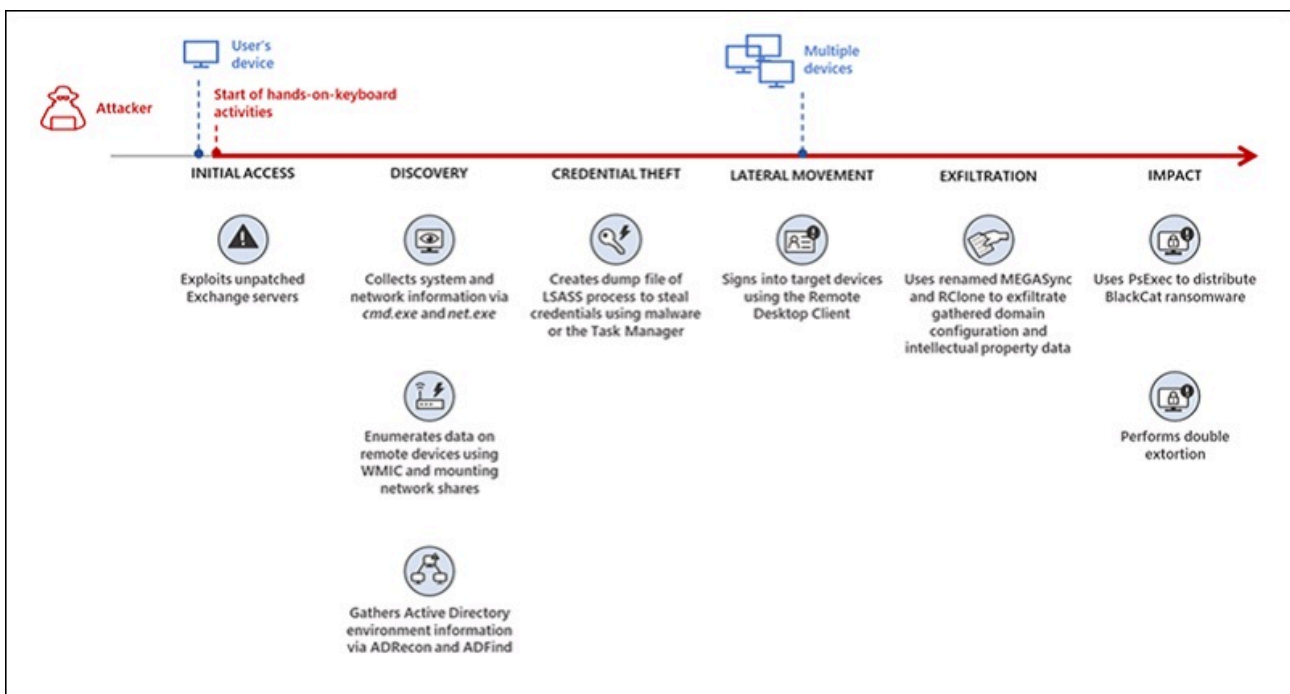 User's
device
Multiple
devices
Attacker
Start of hands-on-keyboard
activities
INITIAL ACCESS
DISCOVERY
CREDENTIAL THEFT
LATERAL MOVEMENT
EXFILTRATION
IMPACT
Exploits unpatched
Exchange servers
Collects system and
network information via
cmd.exe and net.exe
Enumerates data on
remote devices using
WMIC and mounting
network shares
Gathers Active Directory
environment information
via ADRecon and ADFind
Creates dump file of
LSASS process to steal
credentials using malware
or the Task Manager
Signs into target devices
using the Remote
Desktop Client
Uses renamed MEGASync
and RClone to exfiltrate
gathered domain
configuration and
intellectual property data
Uses PsExec to distribute
BlackCat ransomware
Performs double
extortion